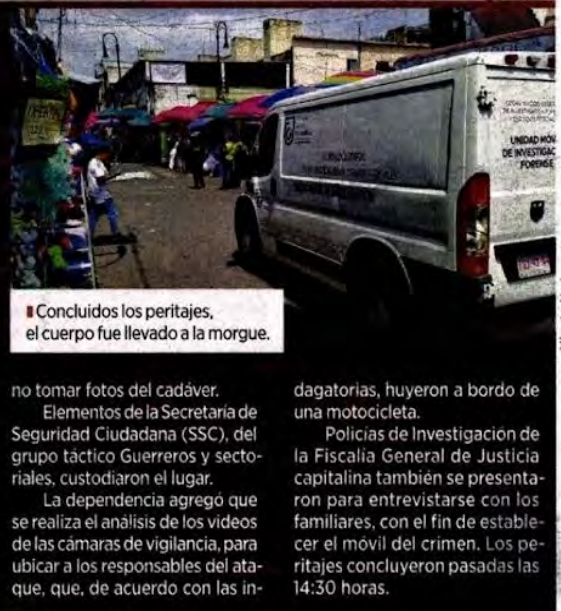 UNIDAD MÓV
DE INVESTIGAC
FORENSE
Concluidos los peritajes,
el cuerpo fue llevado a la morgue.
no tomar fotos del cadáver.
Elementos de la Secretaría de
Seguridad Ciudadana (SSC), del
grupo táctico Guerreros y secto-
riales, custodiaron el lugar.
La dependencia agregó que
se realiza el análisis de los videos
de las cámaras de vigilancia, para
ubicar a los responsables del ata-
que, que, de acuerdo con las in-
dagatorias, huyeron a bordo de
una motocicleta.
Policías de Investigación de
la Fiscalía General de Justicia
capitalina también se presenta-
ron para entrevistarse con los
familiares, con el fin de estable-
cer el móvil del crimen. Los pe-
ritajes concluyeron pasadas las
14:30 horas.